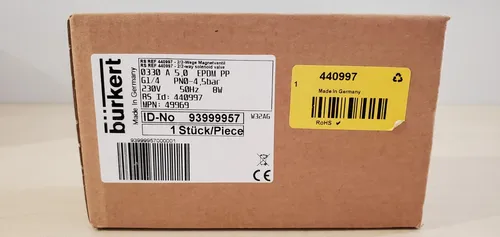 bürkert
Made in Germany
RS REF 440997 - 2/2-Wege Magnetventil
RS REF 440997 - 2/2-way solenoid valve
0330 A 5,0 EPDM PP
G1/4 PN0-4,5bar
230V 50Hz 8W
RS Id: 440997
MPN: 49969
ID-No 93999957
W32AG
1 Stück/Piece
93999957000001
CE
440997
1
Made in Germany
RoHS ✓